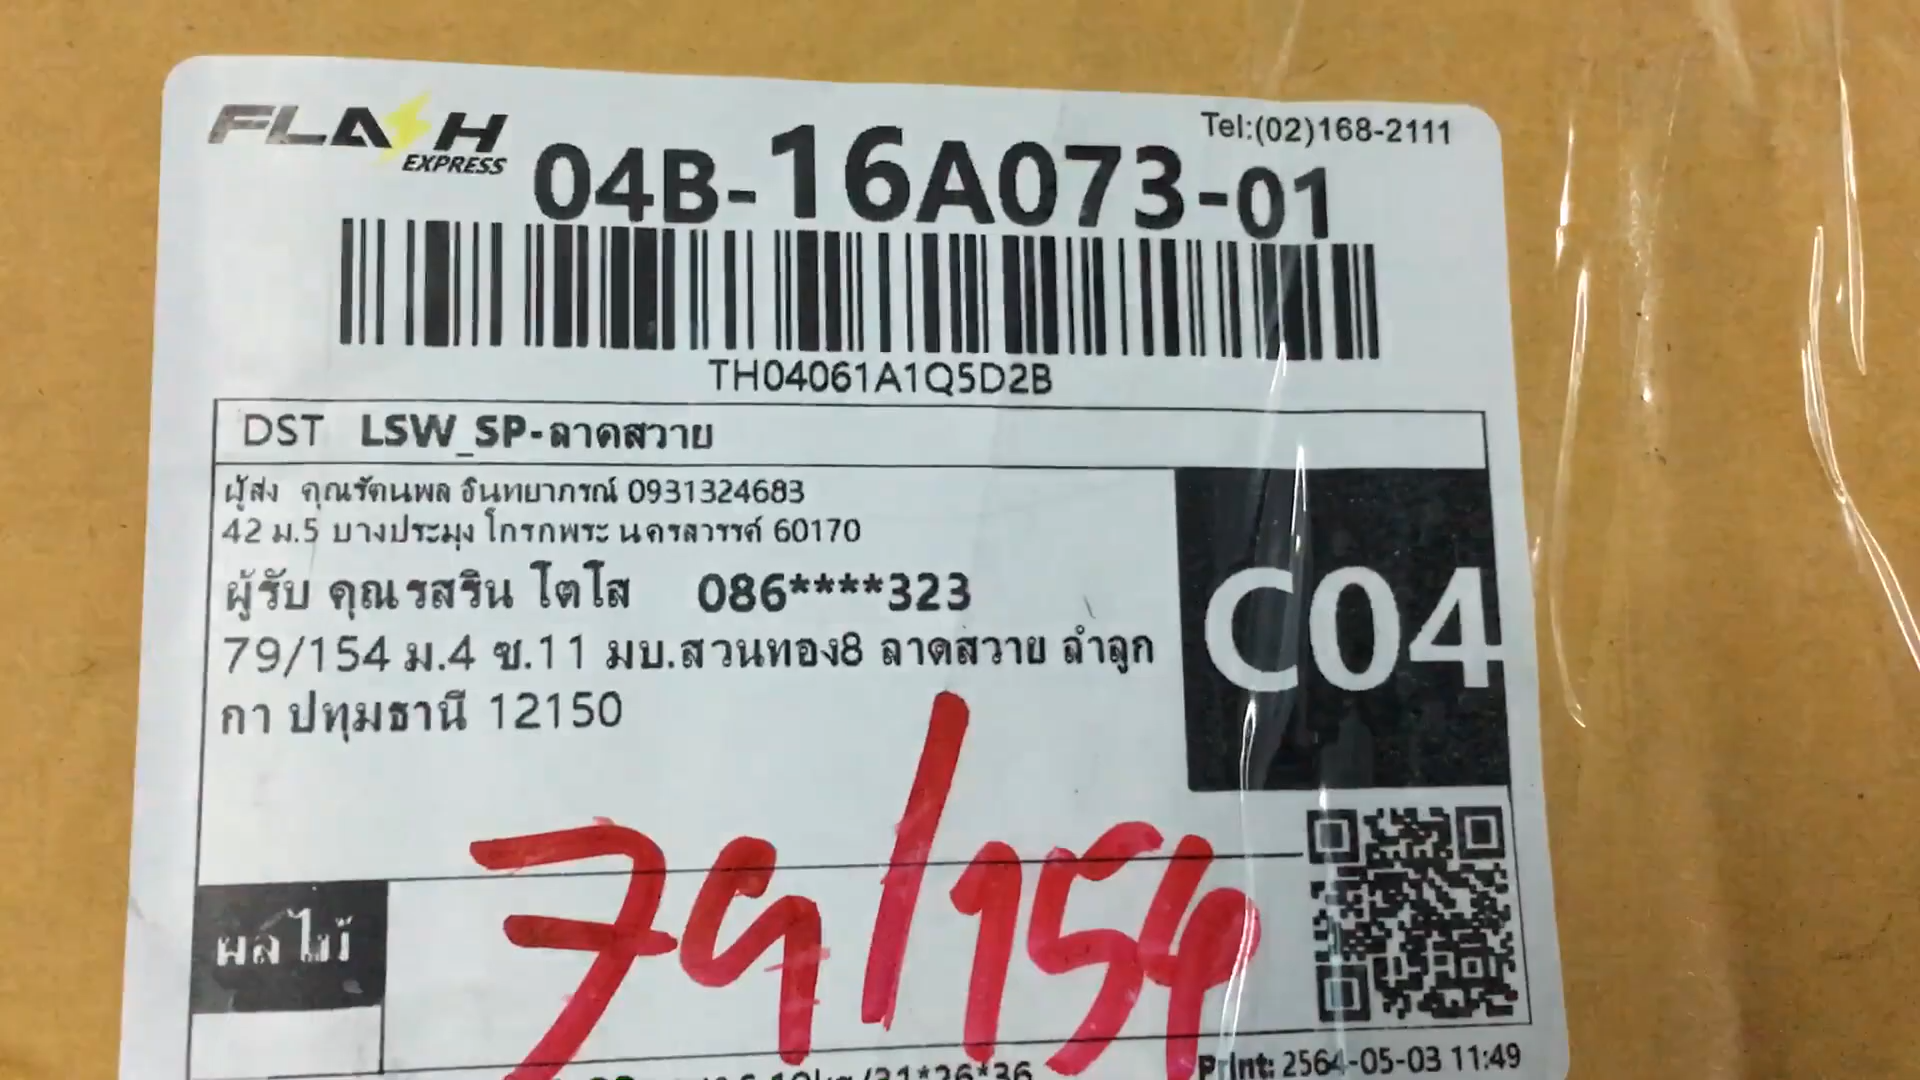 FLASH EXPRESS
Tel:(02)168-2111
04B-16A073-01
TH04061A1Q5D2B
DST LSW_SP-ลาดสวาย
ผู้ส่ง คุณรัตนพล อินทยาภรณ์ 0931324683
42 ม.5 บางประมุง โกรกพระ นครสวรรค์ 60170
ผู้รับ คุณรสริน โตโส 086****323
79/154 ม.4 ซ.11 มบ.สวนทอง8 ลาดสวาย ลำลูก
กา ปทุมธานี 12150
C04
79/154
ผลไม้
Print: 2564-05-03 11:49